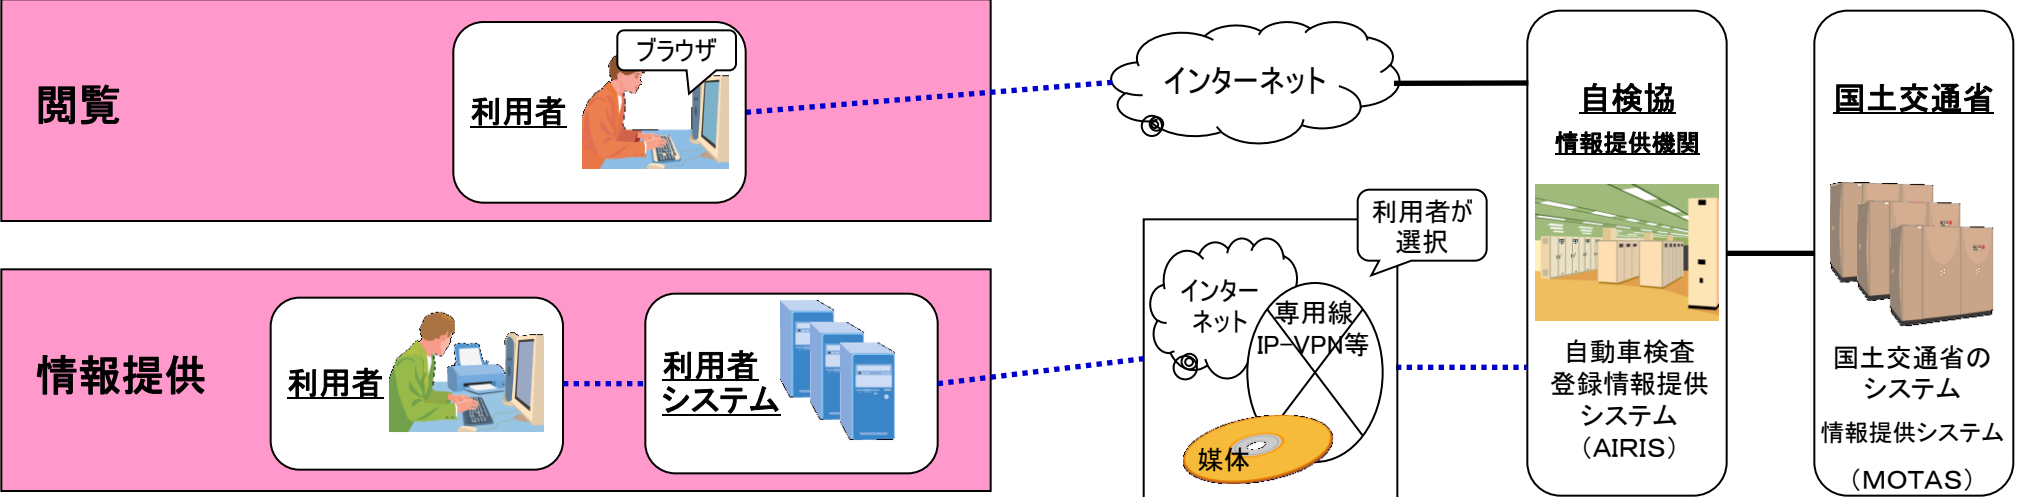 閲覧
利用者
ブラウザ
インターネット
自検協
情報提供機関
国土交通省
利用者が
選択
情報提供
利用者
利用者
システム
インター
ネット
専用線
IP-VPN等
媒体
自動車検査
登録情報提供
システム
（AIRIS）
国土交通省の
システム
情報提供システム
（MOTAS）